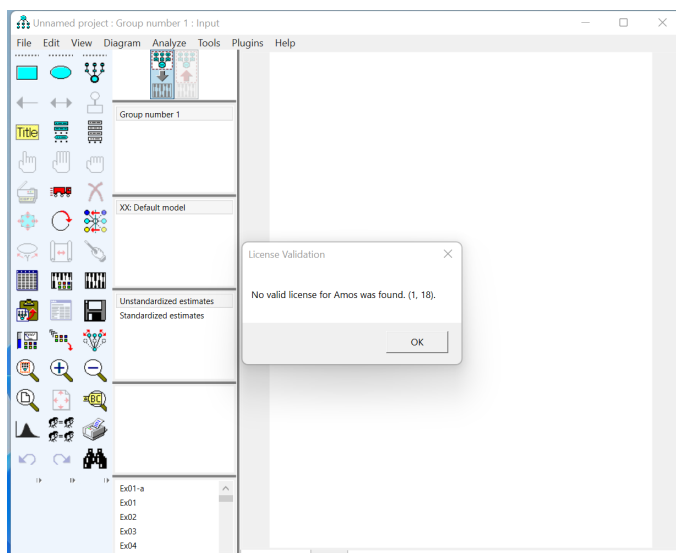 Unnamed project : Group number 1 : Input
File Edit View Diagram Analyze Tools Plugins Help
Title
Group number 1
XX: Default model
License Validation
No valid license for Amos was found. (1, 18).
OK
Unstandardized estimates
Standardized estimates
Ex01-a
Ex01
Ex02
Ex03
Ex04